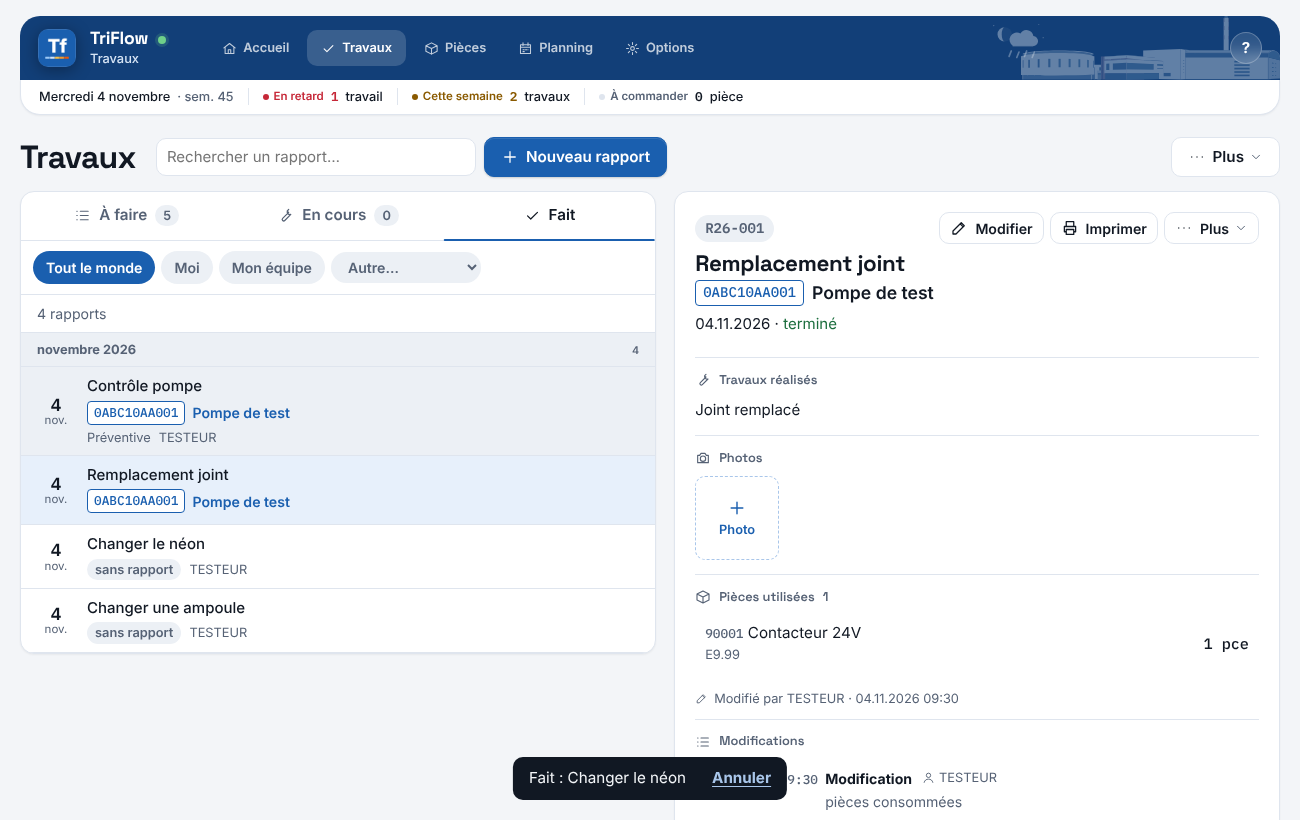 Tf
TriFlow
Travaux
Accueil
Travaux
Pièces
Planning
Options
?
Mercredi 4 novembre · sem. 45
En retard 1 travail
Cette semaine 2 travaux
À commander 0 pièce
Travaux
Rechercher un rapport...
Nouveau rapport
··· Plus
À faire 5
En cours 0
Fait
Tout le monde
Moi
Mon équipe
Autre...
4 rapports
novembre 2026 4
4 nov.
Contrôle pompe
0ABC10AA001 Pompe de test
Préventive TESTEUR
4 nov.
Remplacement joint
0ABC10AA001 Pompe de test
4 nov.
Changer le néon
sans rapport TESTEUR
4 nov.
Changer une ampoule
sans rapport TESTEUR
R26-001
Modifier
Imprimer
··· Plus
Remplacement joint
0ABC10AA001 Pompe de test
04.11.2026 · terminé
Travaux réalisés
Joint remplacé
Photos
Photo
Pièces utilisées 1
90001 Contacteur 24V
E9.99
1 pce
Modifié par TESTEUR · 04.11.2026 09:30
Modifications
9:30 Modification TESTEUR
pièces consommées
Fait : Changer le néon Annuler